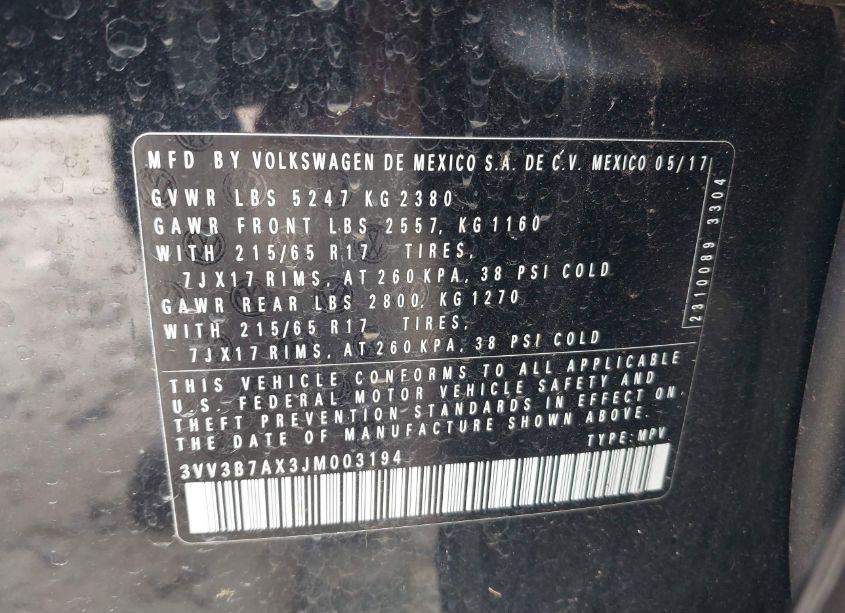 MFD BY VOLKSWAGEN DE MEXICO S.A. DE C.V. MEXICO 05/17
GVWR LBS 5247 KG 2380
GAWR FRONT LBS 2557, KG 1160
WITH 215/65 R17 TIRES,
7JX17 RIMS, AT 260 KPA, 38 PSI COLD
GAWR REAR LBS 2800, KG 1270
WITH 215/65 R17 TIRES,
7JX17 RIMS, AT 260 KPA, 38 PSI COLD
2310089 3304
THIS VEHICLE CONFORMS TO ALL APPLICABLE
U.S. FEDERAL MOTOR VEHICLE SAFETY AND
THEFT PREVENTION STANDARDS IN EFFECT ON
THE DATE OF MANUFACTURE SHOWN ABOVE.
TYPE: MPV
3VV3B7AX3JM003194